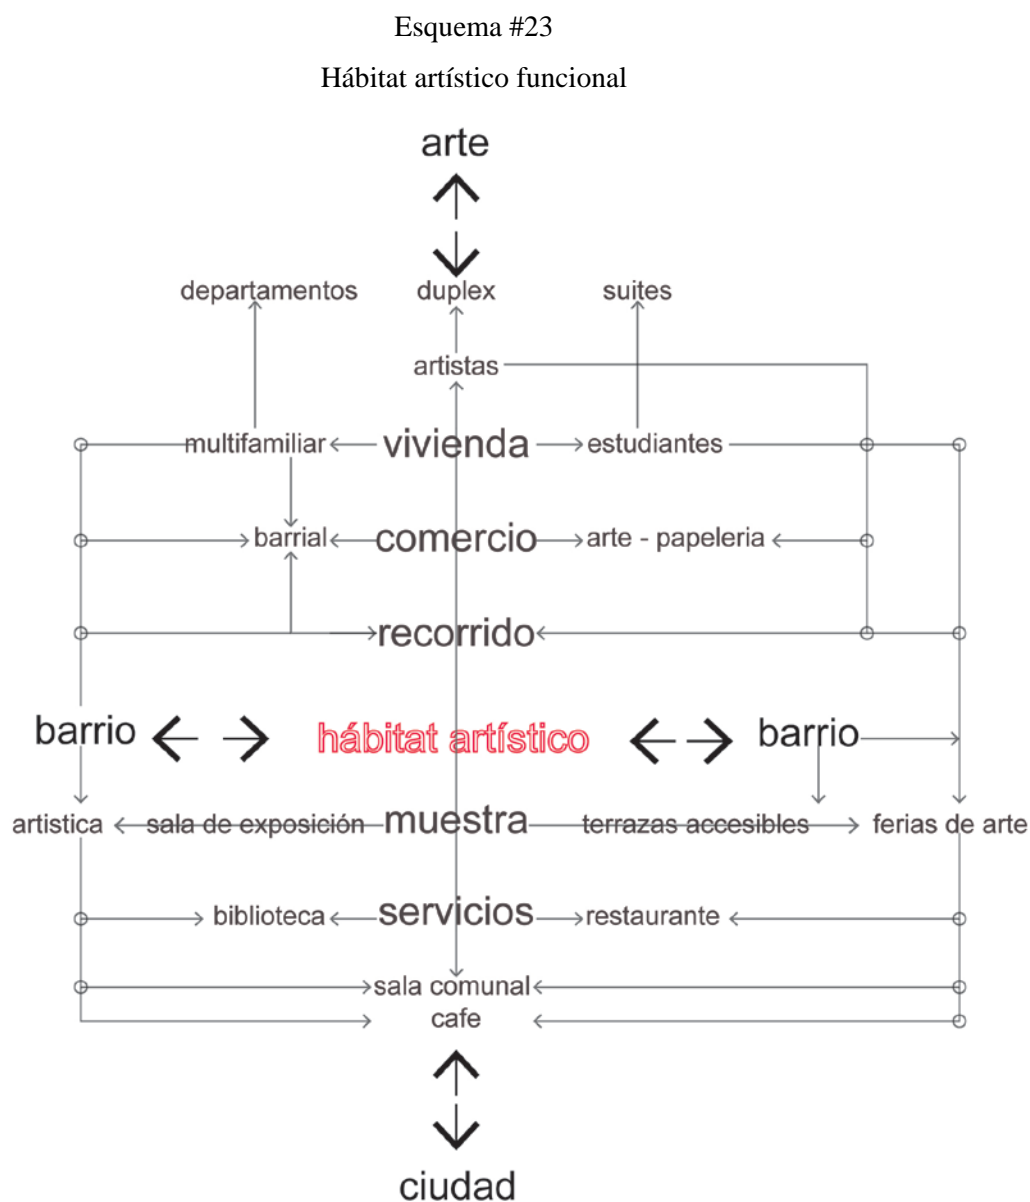 Esquema #23
Hábitat artístico funcional
arte
departamentos duplex suites
artistas
multifamiliar vivienda estudiantes
barrial comercio arte - papeleria
recorrido
barrio hábitat artístico barrio
artistica sala de exposición muestra terrazas accesibles ferias de arte
biblioteca servicios restaurante
sala comunal
cafe
ciudad